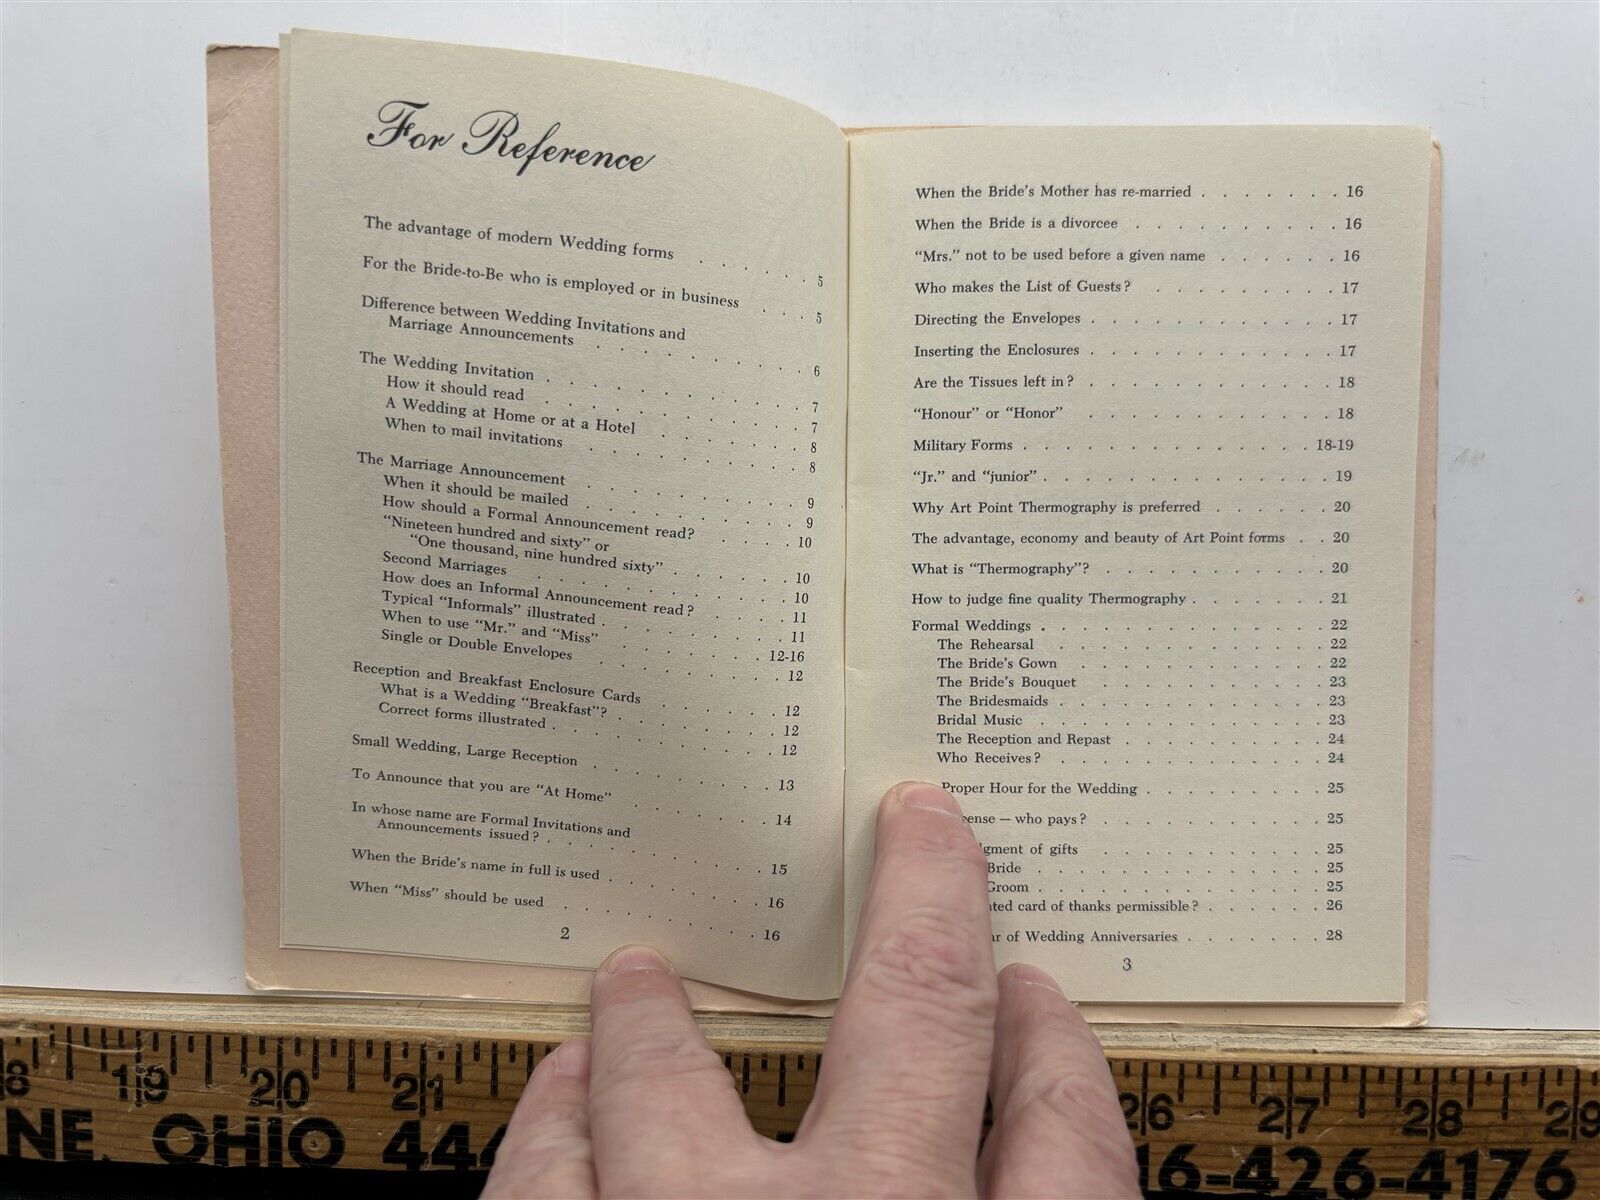 For Reference
The advantage of modern Wedding forms . . . . . . . 5
For the Bride-to-Be who is employed or in business . . . 5
Difference between Wedding Invitations and
Marriage Announcements . . . . . . . . . 6
The Wedding Invitation . . . . . . . . . . . 7
How it should read . . . . . . . . . . . 7
A Wedding at Home or at a Hotel . . . . . . . 8
When to mail invitations . . . . . . . . . 8
The Marriage Announcement . . . . . . . . . 9
When it should be mailed . . . . . . . . . 9
How should a Formal Announcement read? . . . . 10
"Nineteen hundred and sixty" or
"One thousand, nine hundred sixty" . . . . . . 10
Second Marriages . . . . . . . . . . 10
How does an Informal Announcement read? . . . . 11
Typical "Informals" illustrated . . . . . . . . 11
When to use "Mr." and "Miss" . . . . . . . 12-16
Single or Double Envelopes . . . . . . . . 12
Reception and Breakfast Enclosure Cards . . . . . . 12
What is a Wedding "Breakfast"? . . . . . . . 12
Correct forms illustrated . . . . . . . . . . 12
Small Wedding, Large Reception . . . . . . . . 13
To Announce that you are "At Home" . . . . . . 14
In whose name are Formal Invitations and
Announcements issued? . . . . . . . . . 15
When the Bride's name in full is used . . . . . . . 16
When "Miss" should be used . . . . . . . . . 16
2
When the Bride's Mother has re-married . . . . . . . 16
When the Bride is a divorcee . . . . . . . . . . 16
"Mrs." not to be used before a given name . . . . . . 16
Who makes the List of Guests? . . . . . . . . . 17
Directing the Envelopes . . . . . . . . . . . 17
Inserting the Enclosures . . . . . . . . . . . 17
Are the Tissues left in? . . . . . . . . . . . 18
"Honour" or "Honor" . . . . . . . . . . . 18
Military Forms . . . . . . . . . . . . . 18-19
"Jr." and "junior" . . . . . . . . . . . . . 19
Why Art Point Thermography is preferred . . . . . . 20
The advantage, economy and beauty of Art Point forms . . 20
What is "Thermography"? . . . . . . . . . . 20
How to judge fine quality Thermography . . . . . . . 21
Formal Weddings . . . . . . . . . . . . . 22
The Rehearsal . . . . . . . . . . . . 22
The Bride's Gown . . . . . . . . . . . 22
The Bride's Bouquet . . . . . . . . . . 23
The Bridesmaids . . . . . . . . . . . . 23
Bridal Music . . . . . . . . . . . . . 23
The Reception and Repast . . . . . . . . . 24
Who Receives? . . . . . . . . . . . . 24
Proper Hour for the Wedding . . . . . . . . . 25
ense — who pays? . . . . . . . . . . . 25
dgment of gifts . . . . . . . . . . . 25
Bride . . . . . . . . . . . . . 25
Groom . . . . . . . . . . . . . 25
ted card of thanks permissible? . . . . . . 26
ar of Wedding Anniversaries . . . . . . . 28
3
8 19 20 21 26 27 28 29
NE, OHIO 44 16-426-4176